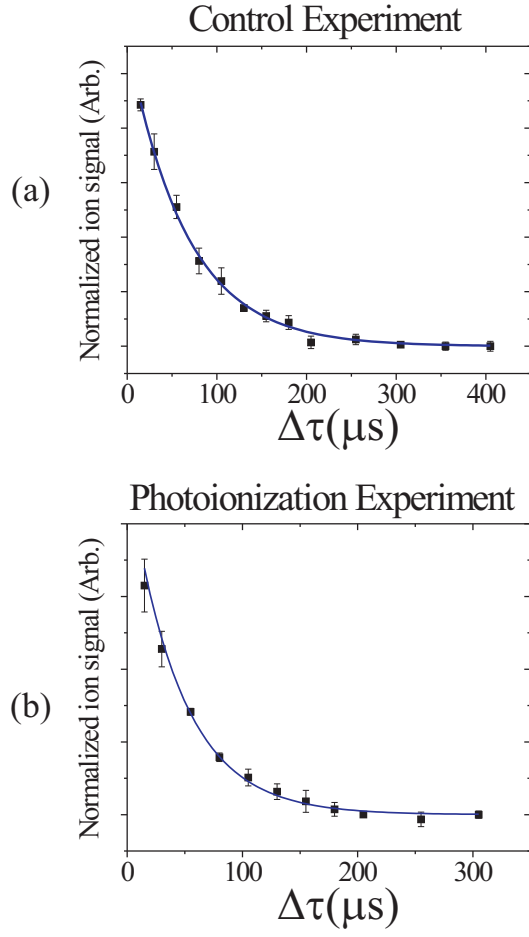 Control Experiment
(a)
Normalized ion signal (Arb.)
0 100 200 300 400
Δτ(μs)
Photoionization Experiment
(b)
Normalized ion signal (Arb.)
0 100 200 300
Δτ(μs)